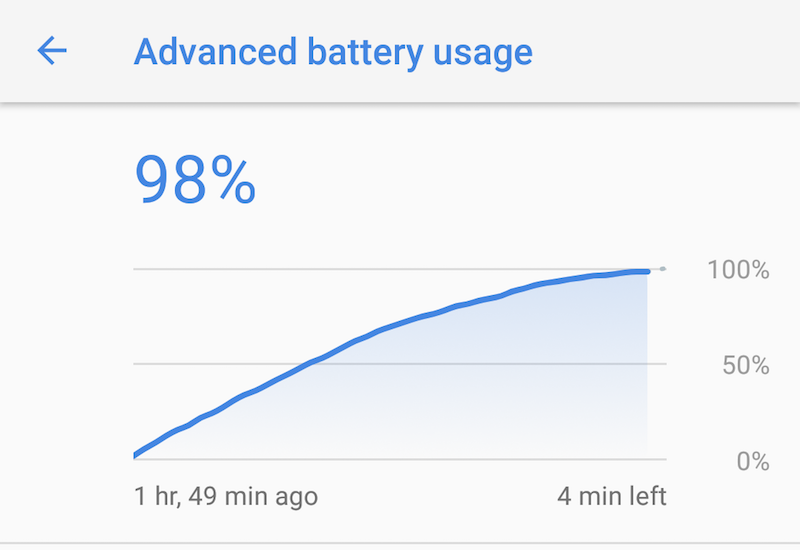 Advanced battery usage
98%
100%
50%
0%
1 hr, 49 min ago
4 min left